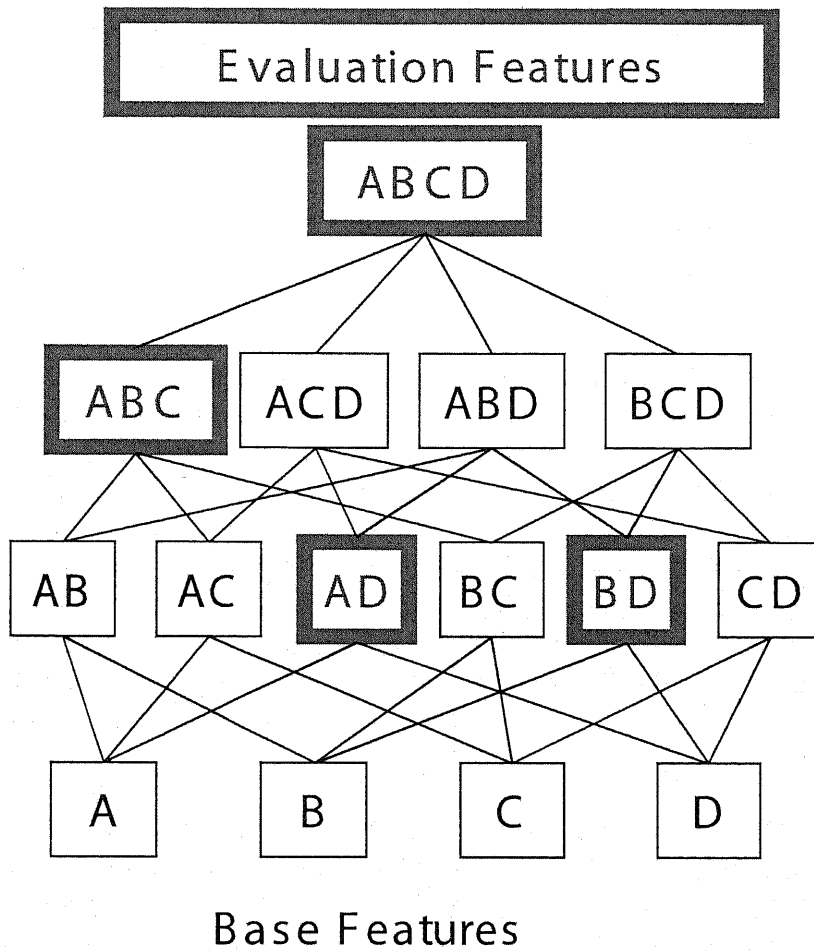 Evaluation Features
ABCD
ABC ACD ABD BCD
AB AC AD BC BD CD
A B C D
Base Features